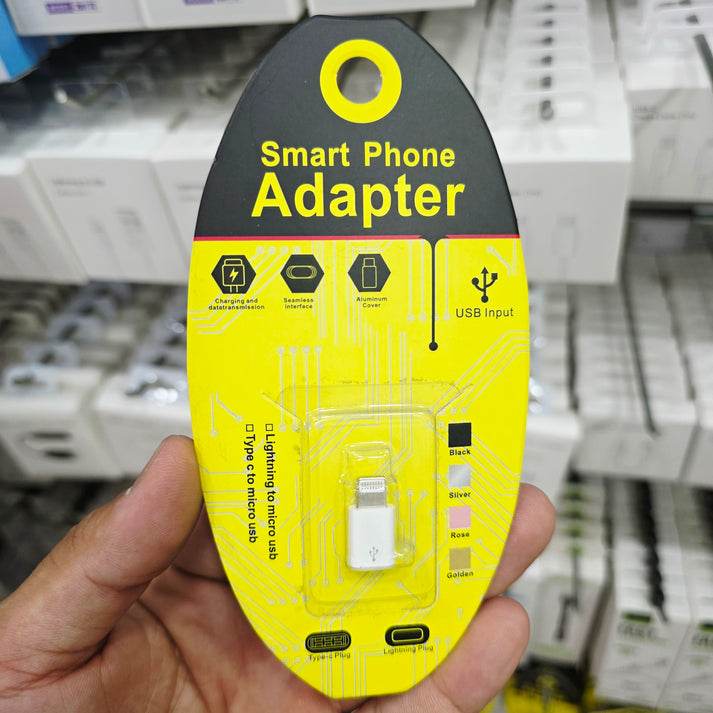 Smart Phone
Adapter
Charging and
datetransmission
Seamless
interface
Aluminum
Cover
USB Input
□ Lightning to micro usb
□ Type c to micro usb
Black
Silver
Rose
Golden
Type-c Plug
Lightning Plug